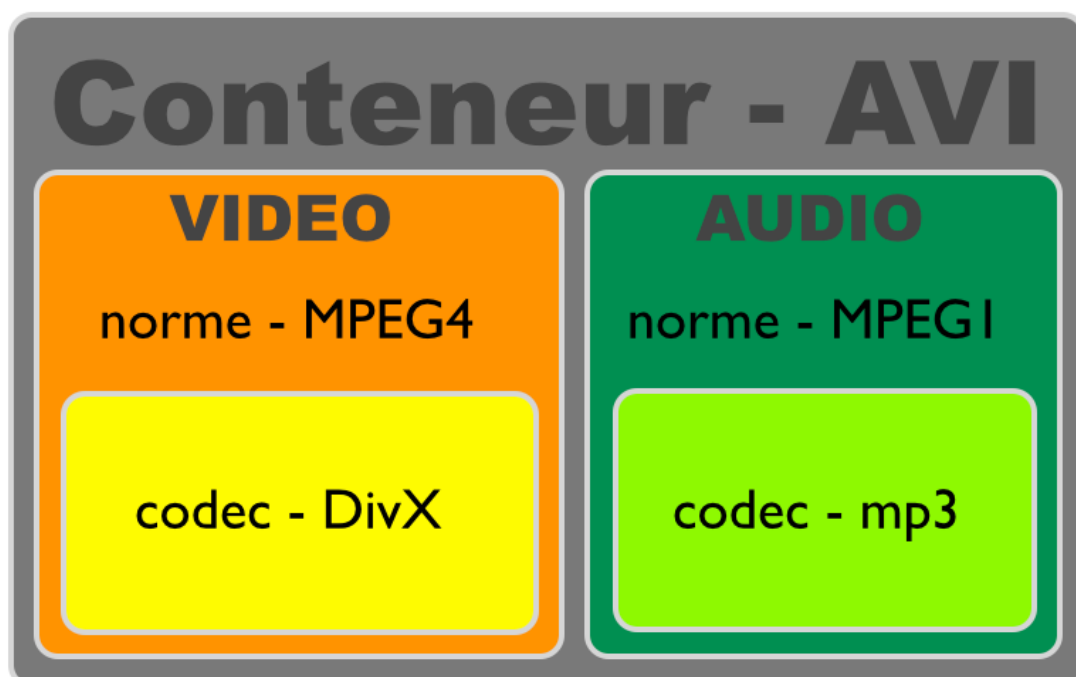 Conteneur - AVI
VIDEO
norme - MPEG4
codec - DivX
AUDIO
norme - MPEG1
codec - mp3